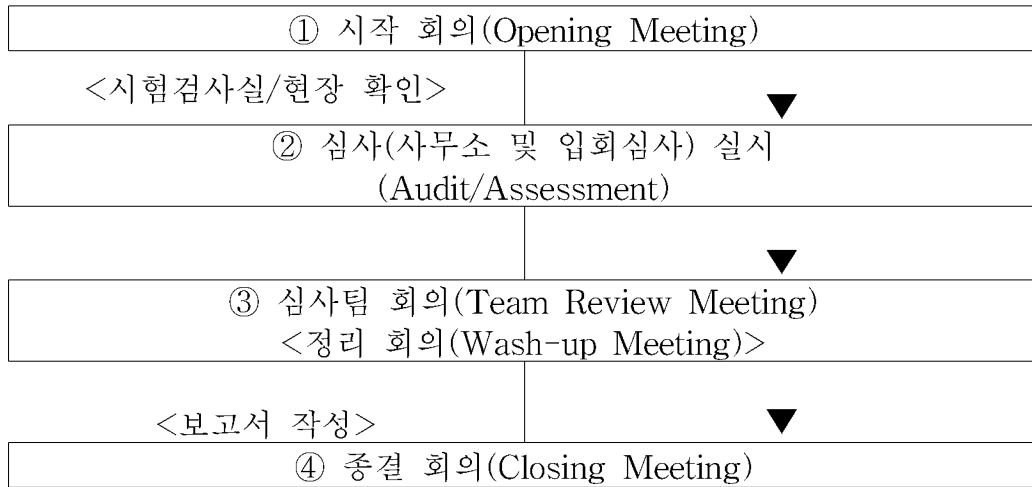 ① 시작 회의(Opening Meeting)
<시험검사실/현장 확인>
▼
② 심사(사무소 및 입회심사) 실시
(Audit/Assessment)
▼
③ 심사팀 회의(Team Review Meeting)
<정리 회의(Wash-up Meeting)>
<보고서 작성>
▼
④ 종결 회의(Closing Meeting)